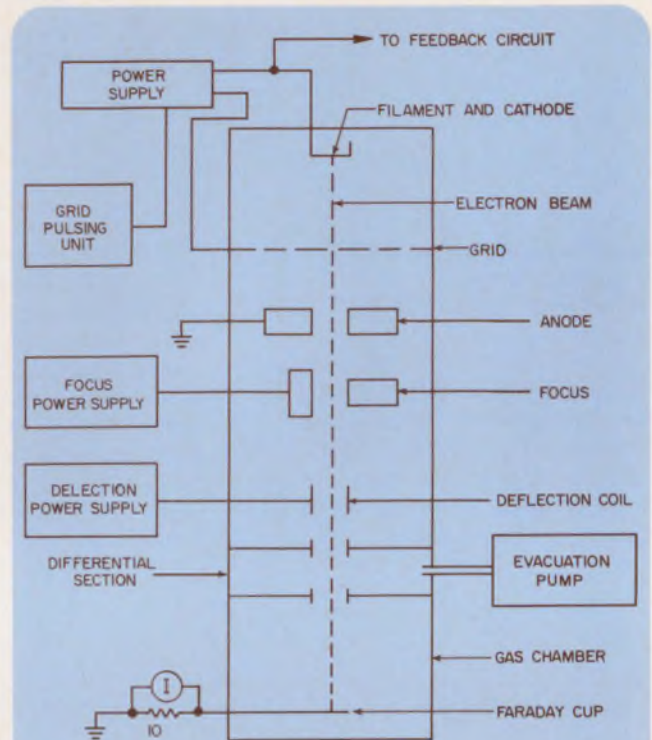 TO FEEDBACK CIRCUIT
POWER
SUPPLY
FILAMENT AND CATHODE
ELECTRON BEAM
GRID
PULSING
UNIT
GRID
ANODE
FOCUS
POWER SUPPLY
FOCUS
DELECTION
POWER SUPPLY
DEFLECTION COIL
DIFFERENTIAL
SECTION
EVACUATION
PUMP
GAS CHAMBER
I
10
FARADAY CUP